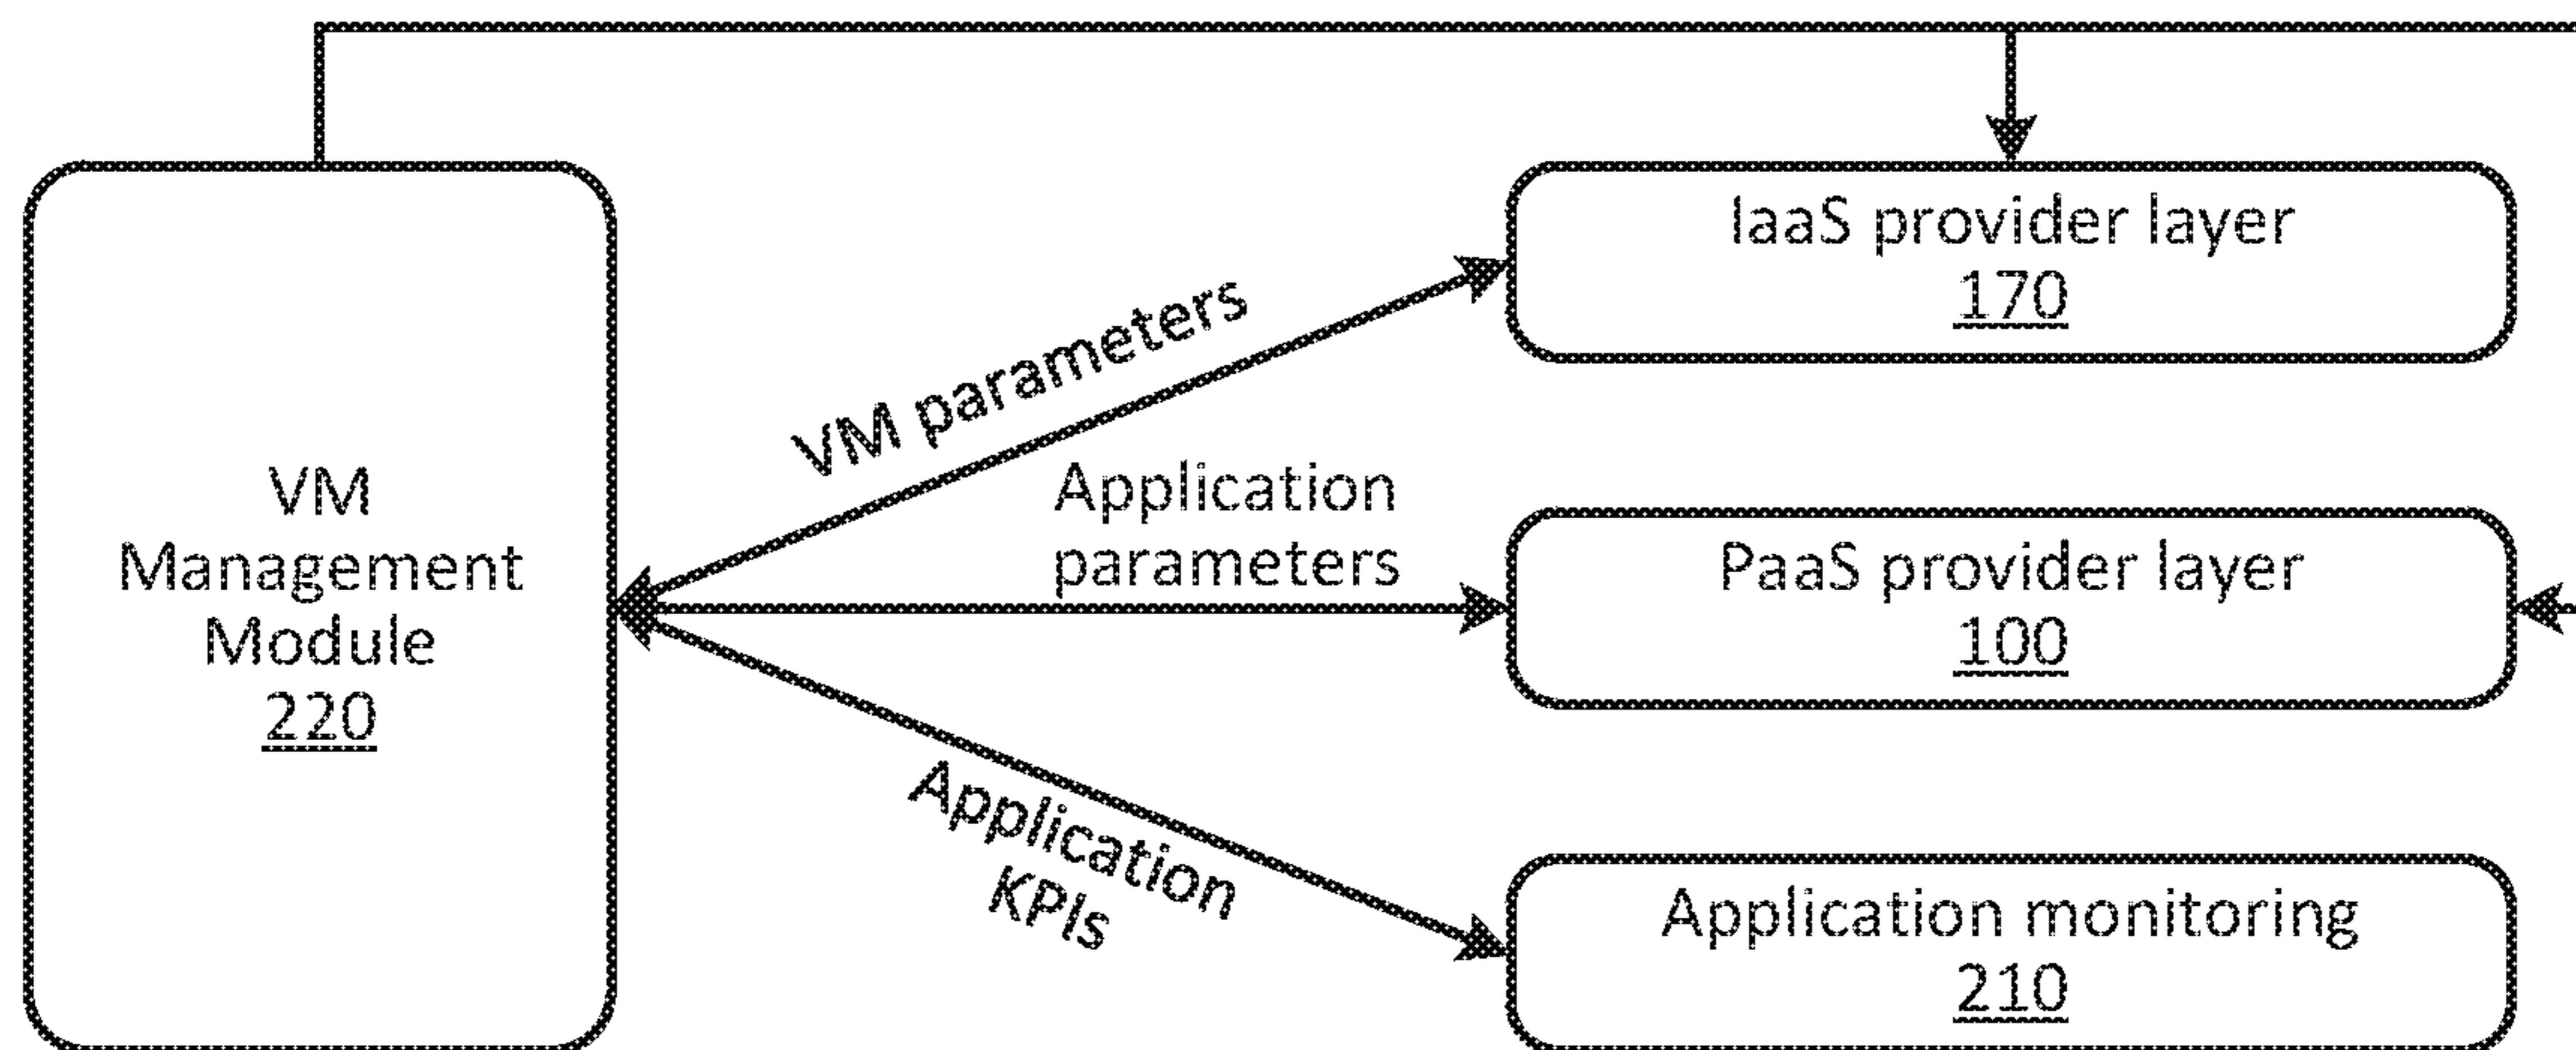 VM
Management
Module
220
VM parameters
Application
parameters
Application
KPIs
IaaS provider layer
170
PaaS provider layer
100
Application monitoring
210